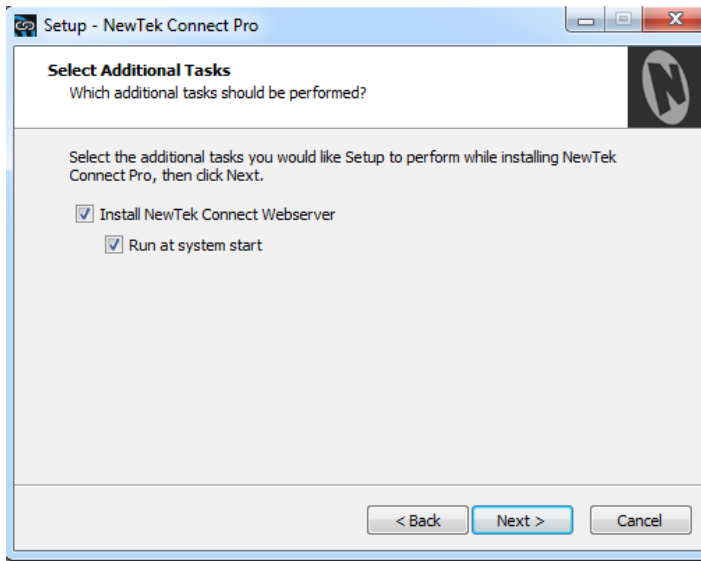 Setup - NewTek Connect Pro
Select Additional Tasks
Which additional tasks should be performed?
Select the additional tasks you would like Setup to perform while installing NewTek
Connect Pro, then click Next.
Install NewTek Connect Webserver
Run at system start
< Back
Next >
Cancel